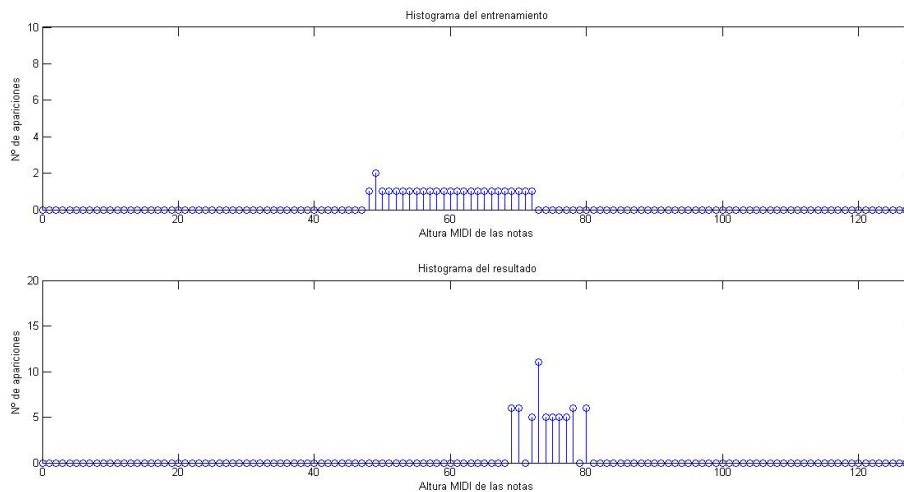 Histograma del entrenamiento
Nº de apariciones
10
8
6
4
2
0
0 20 40 60 80 100 120
Altura MIDI de las notas
Histograma del resultado
Nº de apariciones
20
15
10
5
0
0 20 40 60 80 100 120
Altura MIDI de las notas